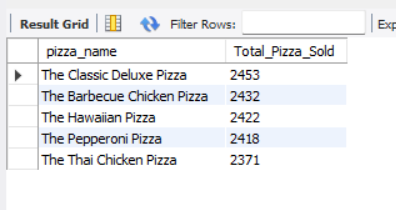 Result Grid Filter Rows: Exp
pizza_name Total_Pizza_Sold
The Classic Deluxe Pizza 2453
The Barbecue Chicken Pizza 2432
The Hawaiian Pizza 2422
The Pepperoni Pizza 2418
The Thai Chicken Pizza 2371